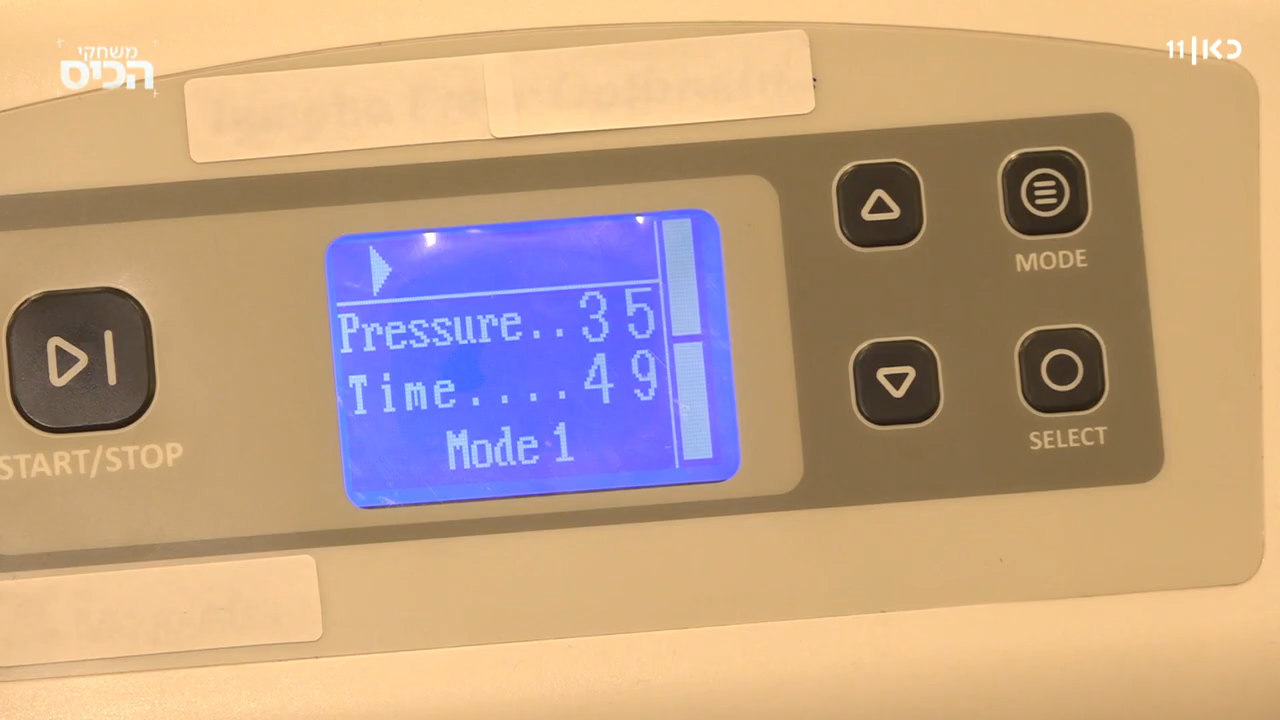 משחקי
הכיס
כאן 11
Pressure..35
Time....49
Mode 1
START/STOP
MODE
SELECT